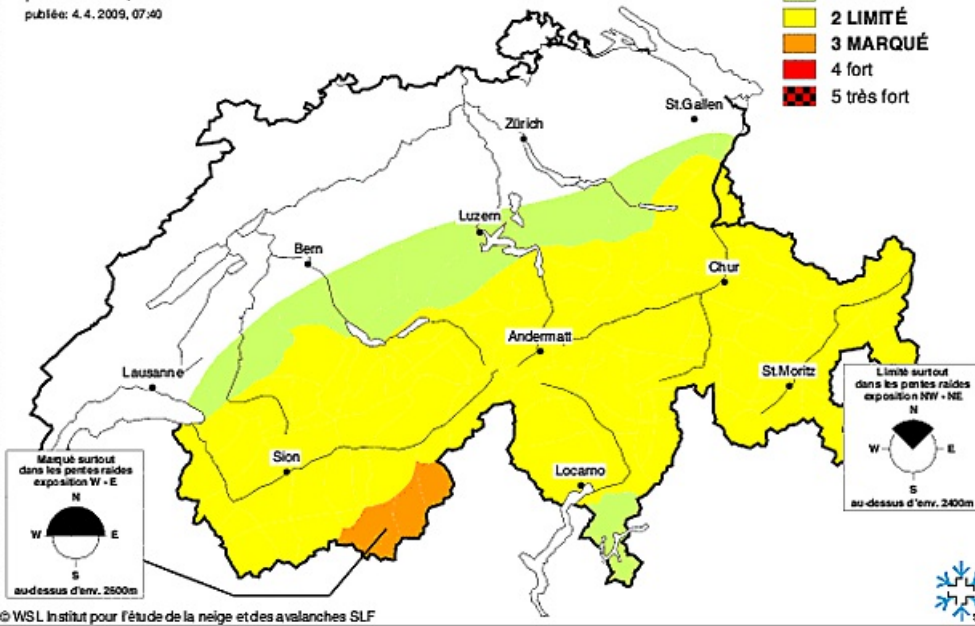 publiée: 4.4.2009, 07:40
2 LIMITÉ
3 MARQUÉ
4 fort
5 très fort
St.Gallen
Zürich
Luzern
Bern
Chur
Andermatt
Lausanne
St.Moritz
Limité surtout
dans les pentes raides
exposition NW - NE
N
W
E
S
au-dessus d'env. 2400m
Sion
Locarno
Marqué surtout
dans les pentes raides
exposition W - E
N
W
E
S
au-dessus d'env. 2600m
© WSL Institut pour l'étude de la neige et des avalanches SLF